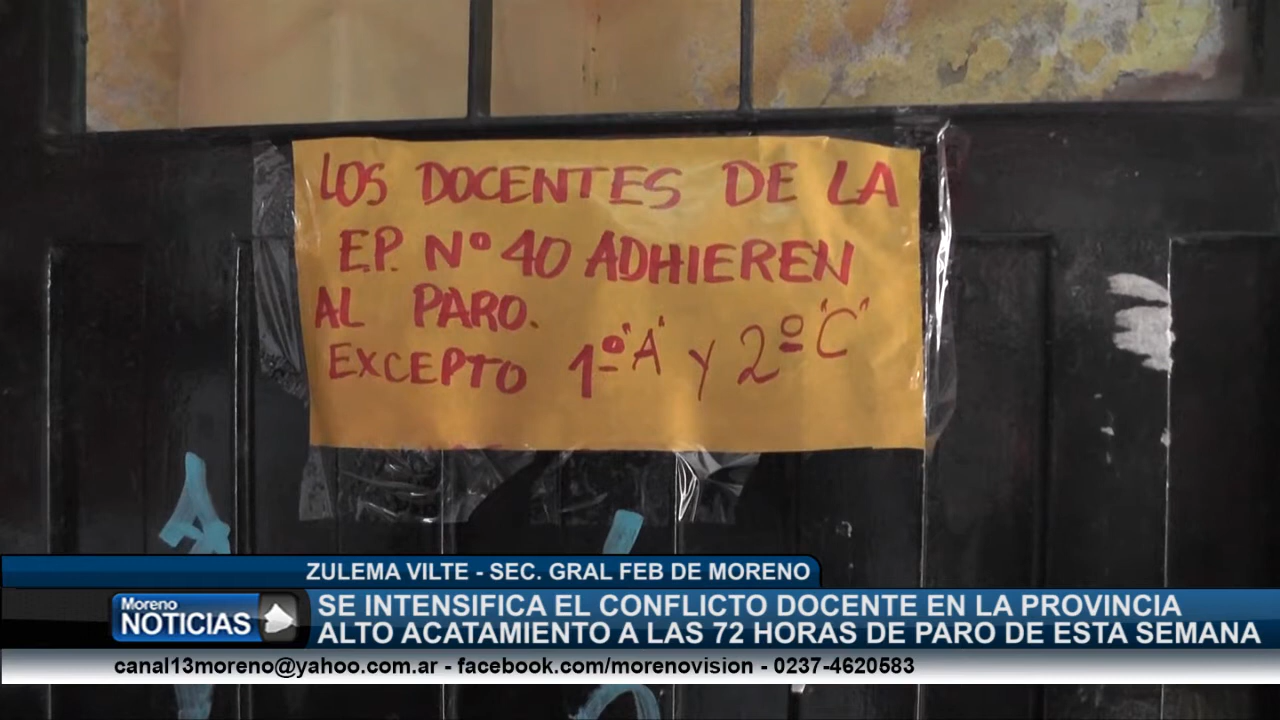 LOS DOCENTES DE LA
E.P. Nº 40 ADHIEREN
AL PARO.
EXCEPTO 1º "A" Y 2º "C"
ZULEMA VILTE - SEC. GRAL FEB DE MORENO
Moreno
NOTICIAS
SE INTENSIFICA EL CONFLICTO DOCENTE EN LA PROVINCIA
ALTO ACATAMIENTO A LAS 72 HORAS DE PARO DE ESTA SEMANA
canal13moreno@yahoo.com.ar - facebook.com/morenovision - 0237-4620583